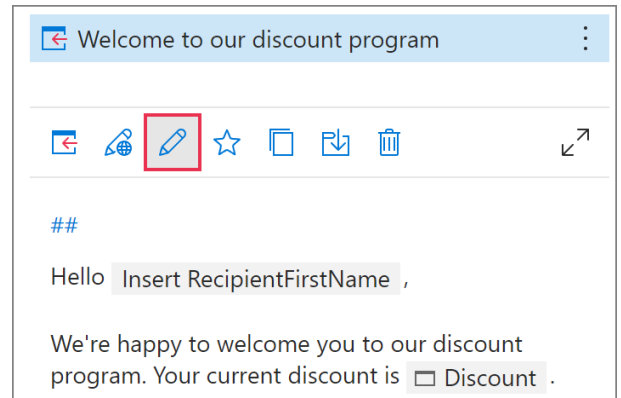 Welcome to our discount program
##
Hello Insert RecipientFirstName ,
We're happy to welcome you to our discount
program. Your current discount is Discount .